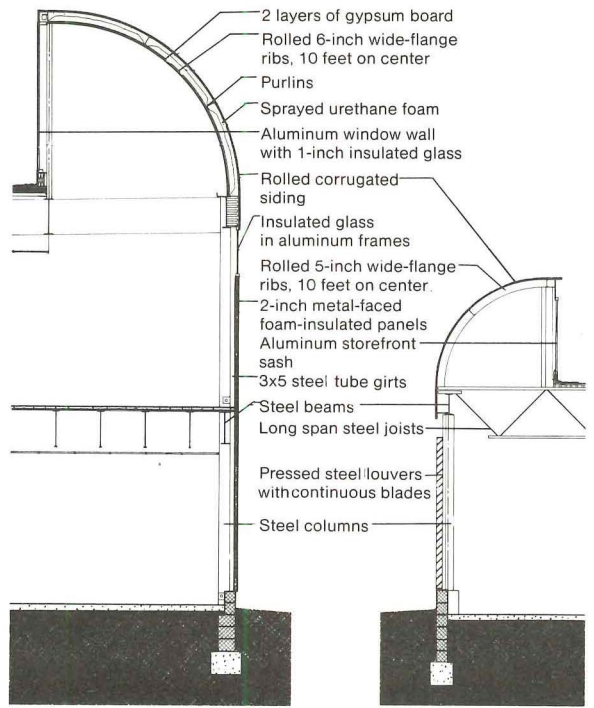 2 layers of gypsum board
Rolled 6-inch wide-flange
ribs, 10 feet on center
Purlins
Sprayed urethane foam
Aluminum window wall
with 1-inch insulated glass
Rolled corrugated
siding
Insulated glass
in aluminum frames
Rolled 5-inch wide-flange
ribs, 10 feet on center
2-inch metal-faced
foam-insulated panels
Aluminum storefront
sash
3x5 steel tube girts
Steel beams
Long span steel joists
Pressed steel louvers
with continuous blades
Steel columns